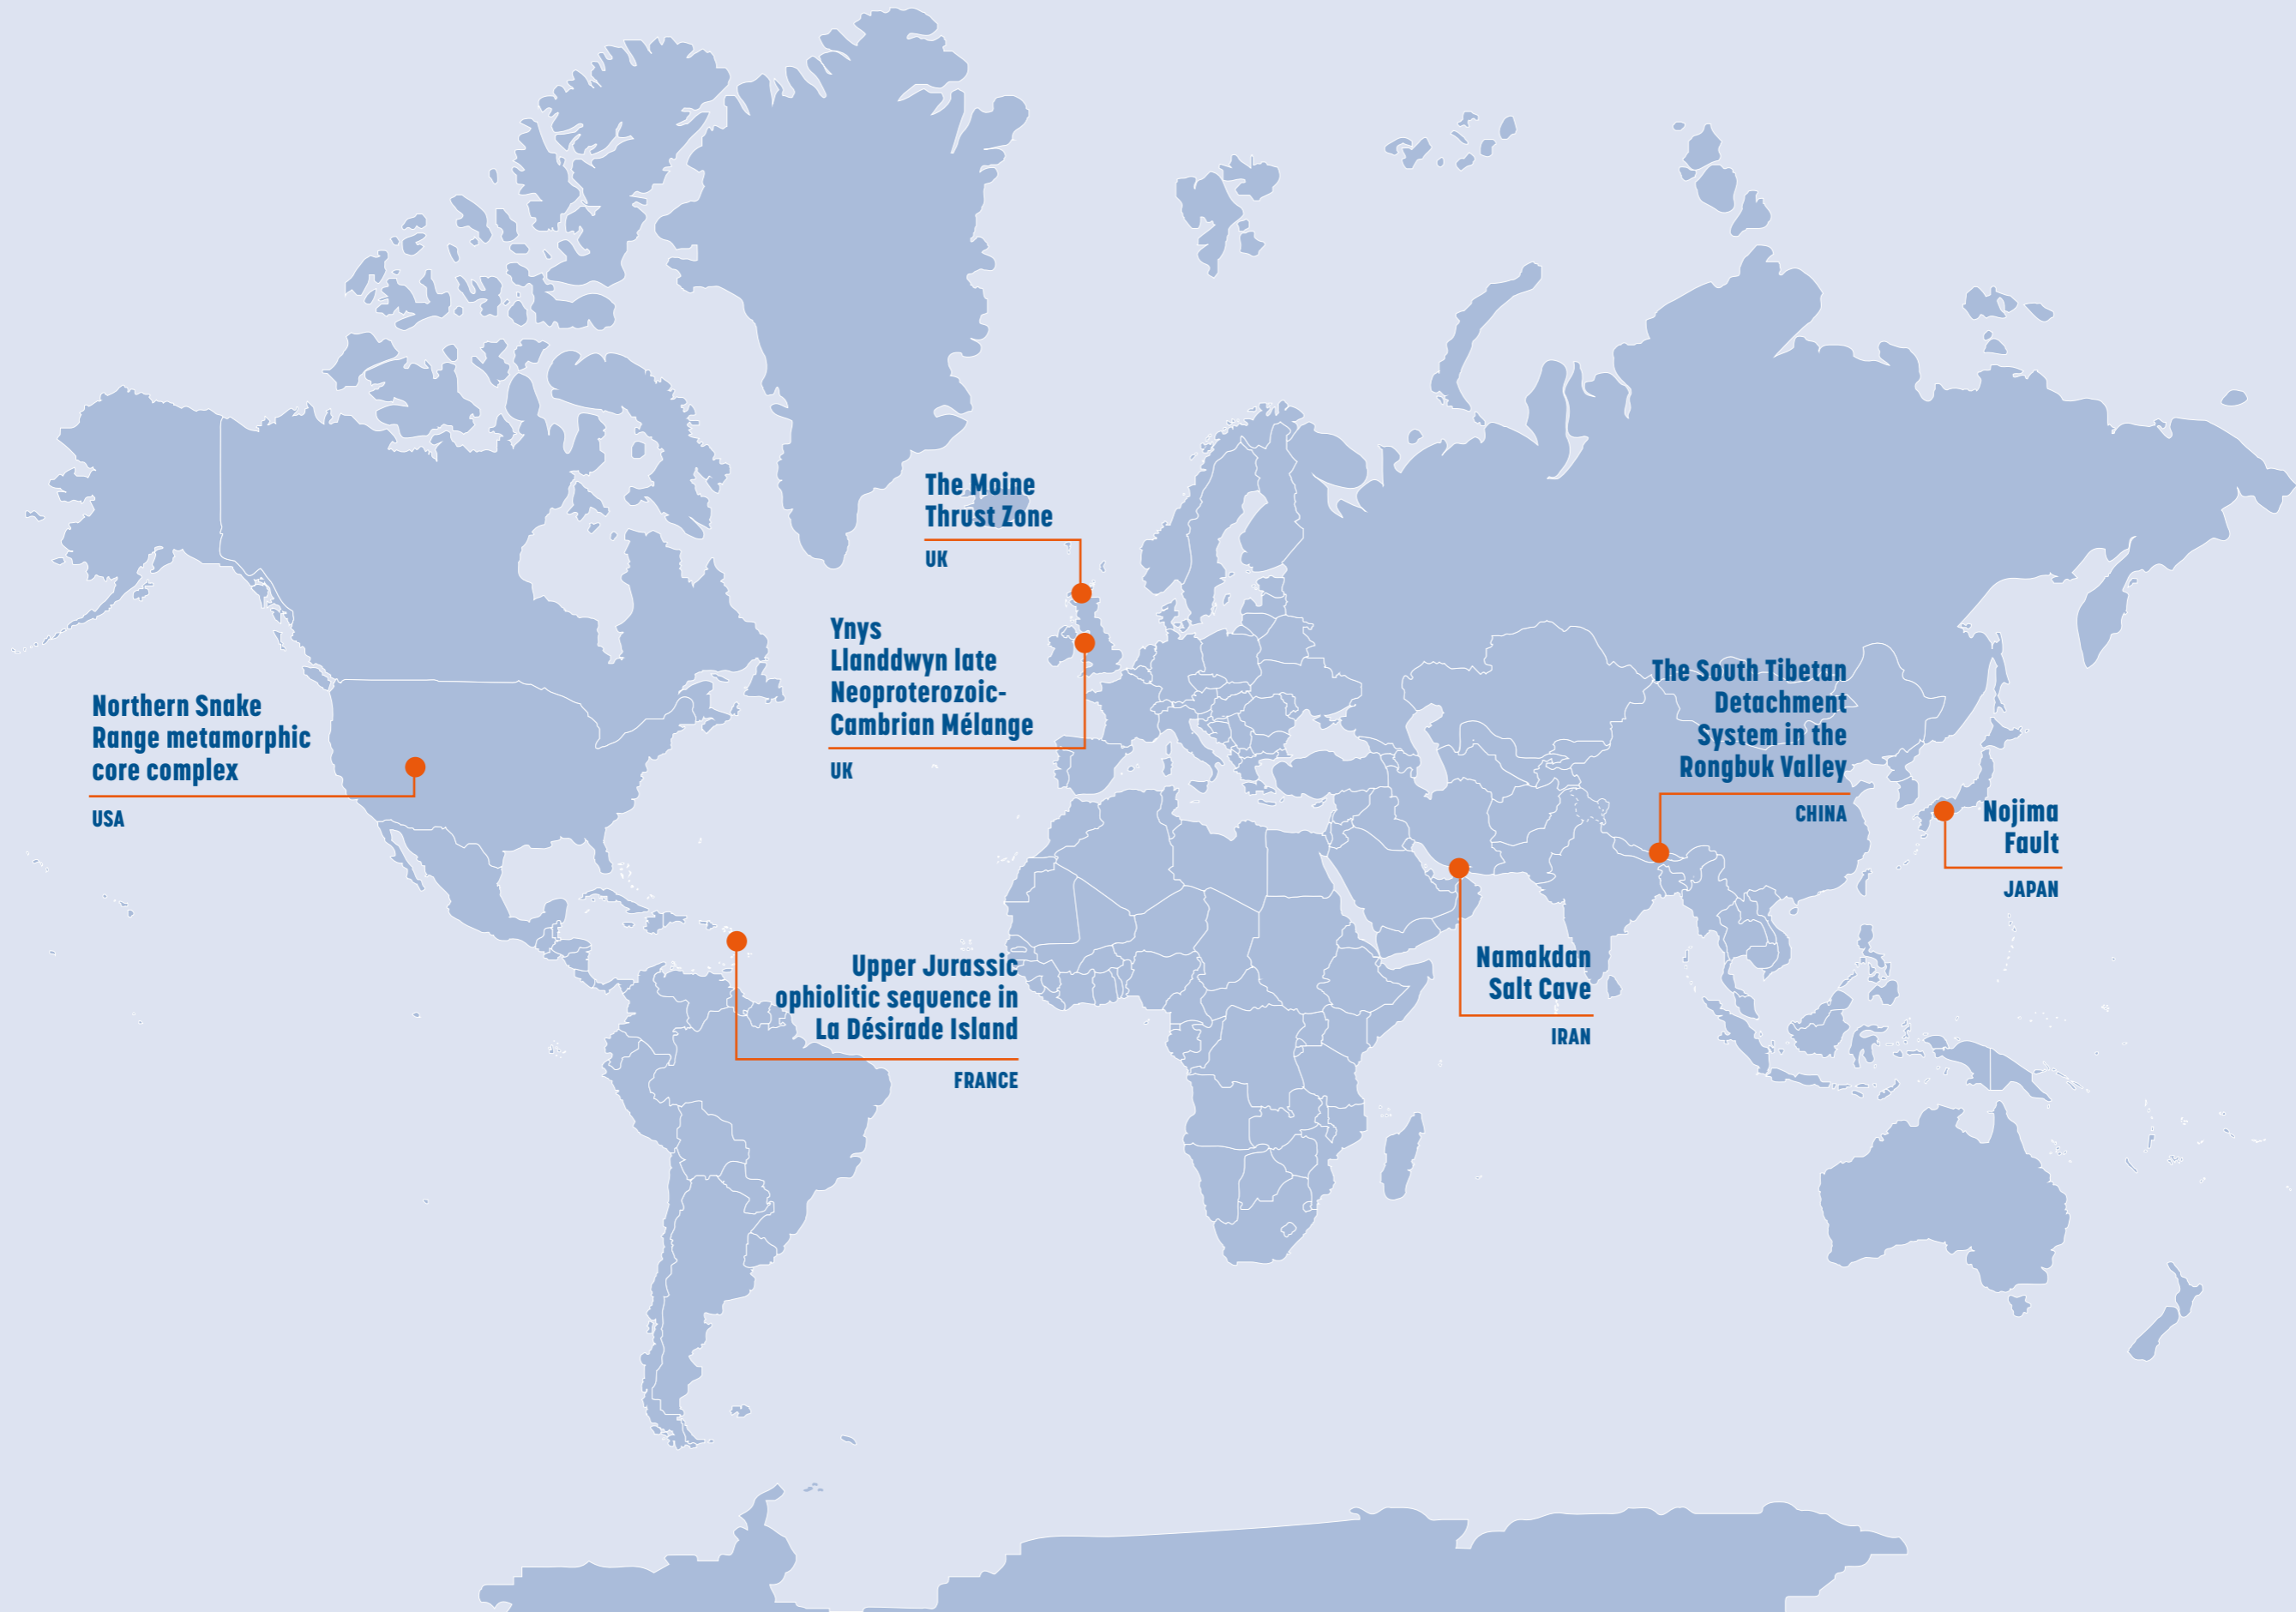 The Moine
Thrust Zone
UK
Ynys
Llanddwyn late
Neoproterozoic-
Cambrian Mélange
UK
Northern Snake
Range metamorphic
core complex
USA
The South Tibetan
Detachment
System in the
Rongbuk Valley
CHINA
Nojima
Fault
JAPAN
Namakdan
Salt Cave
IRAN
Upper Jurassic
ophiolitic sequence in
La Désirade Island
FRANCE